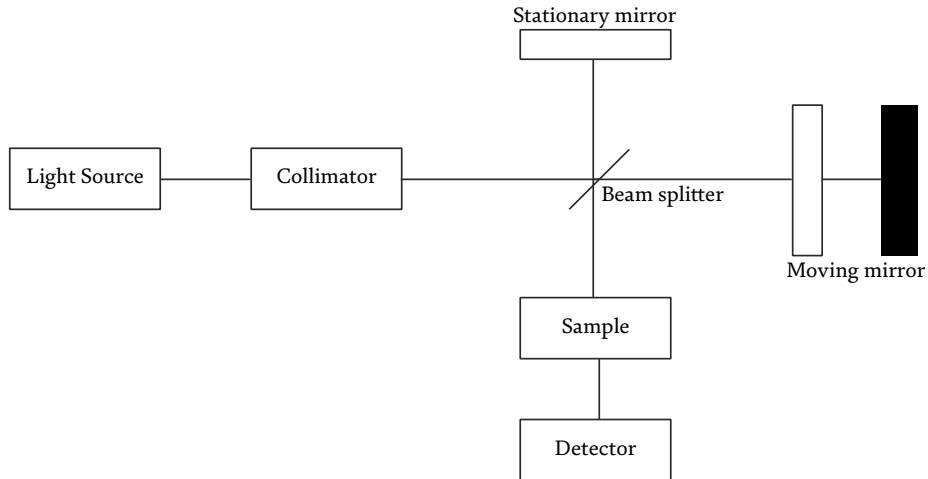 Stationary mirror
Light Source
Collimator
Beam splitter
Moving mirror
Sample
Detector